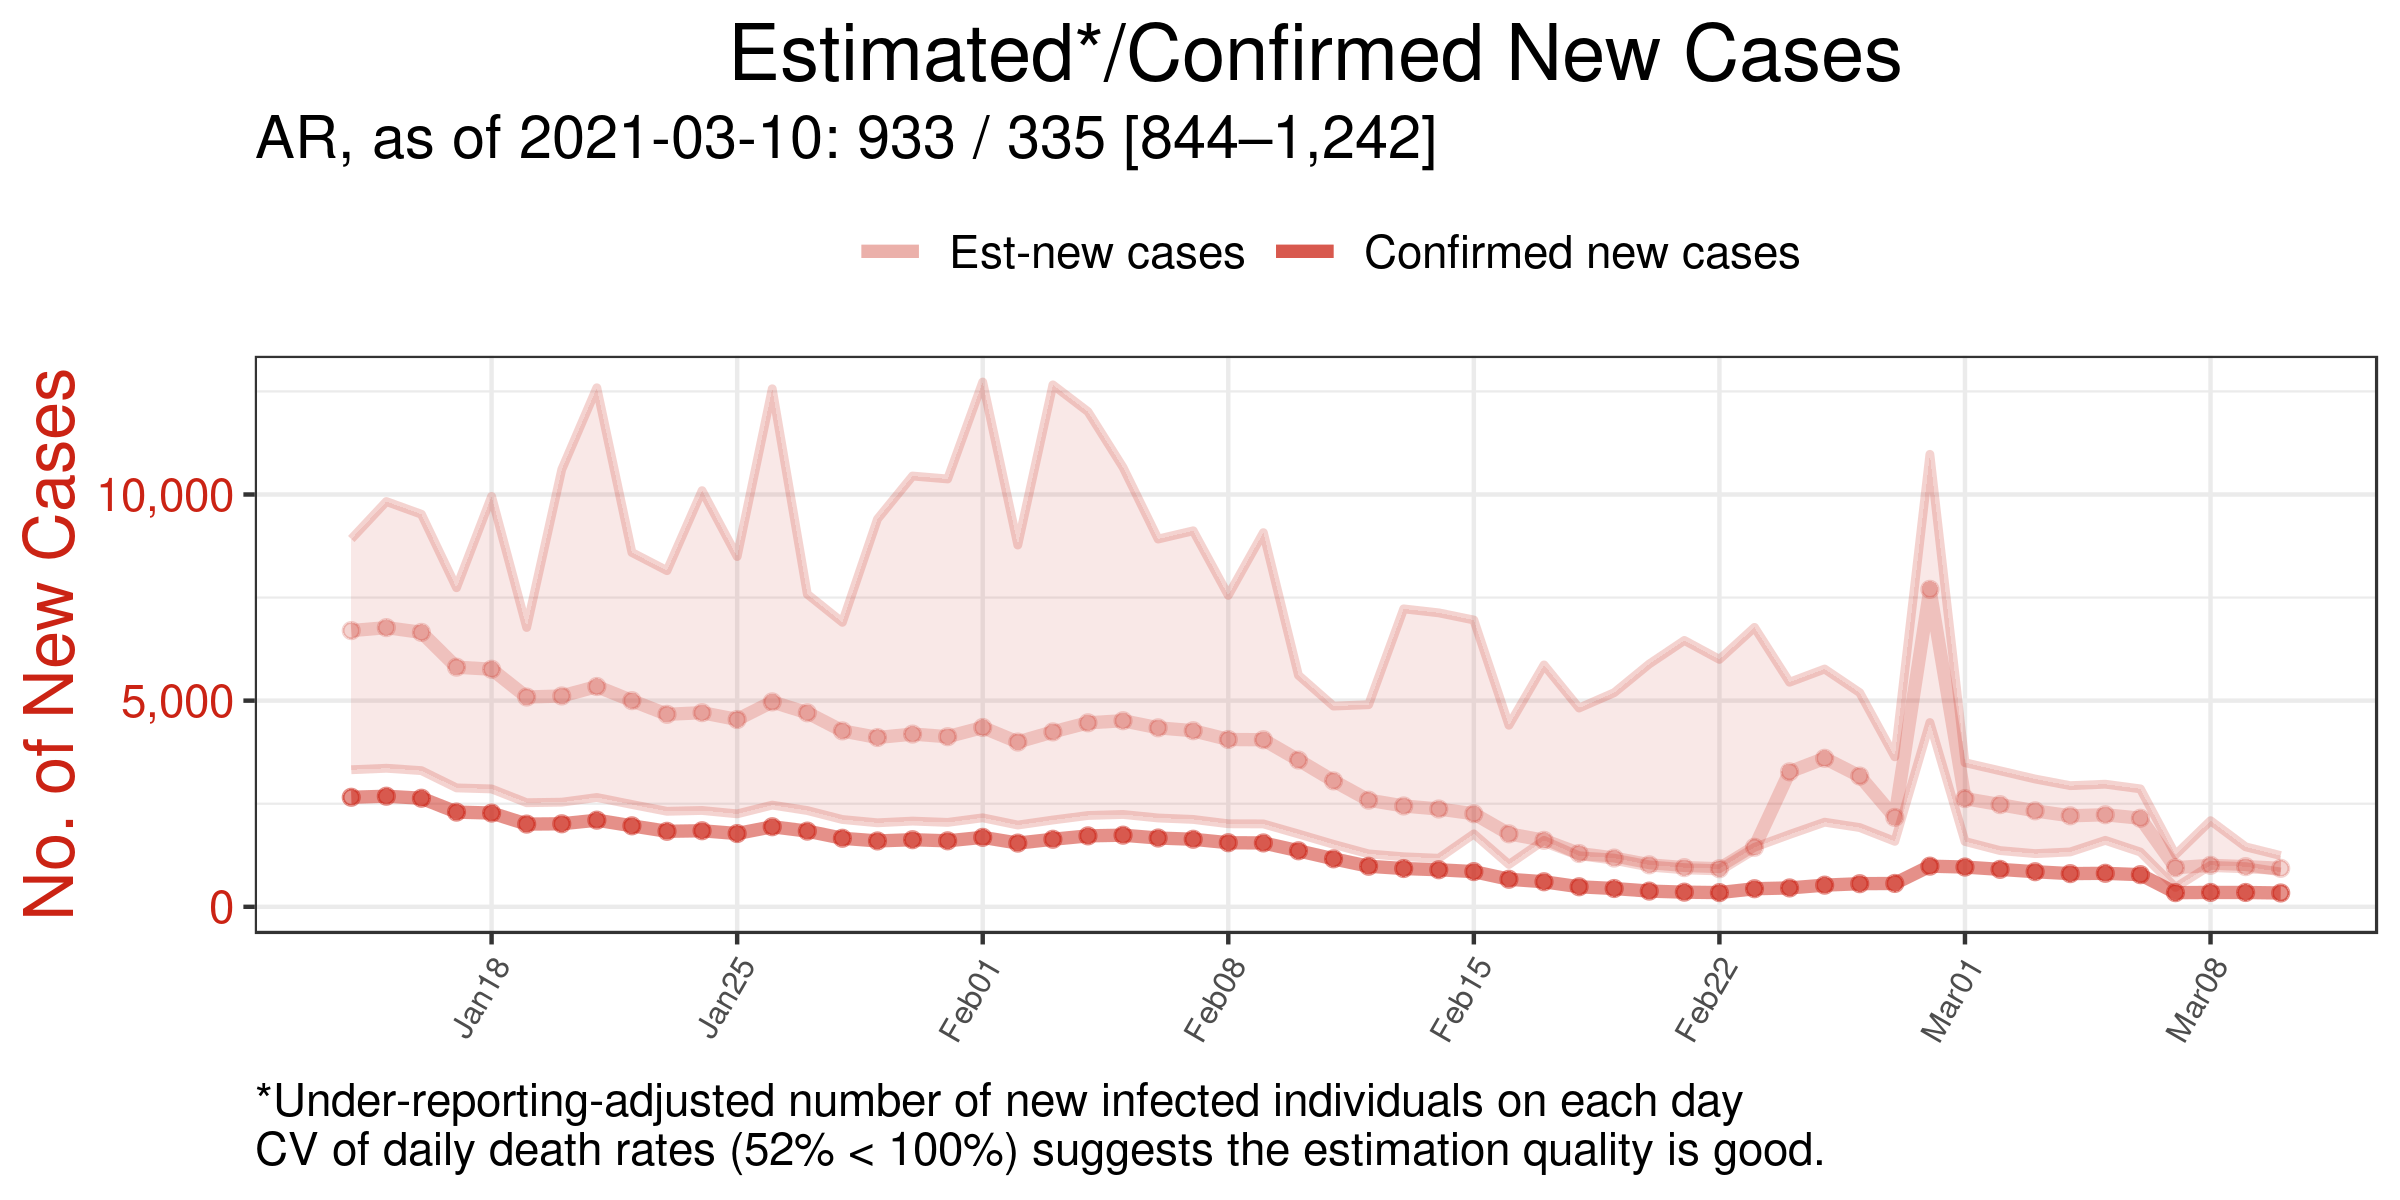 Estimated*/Confirmed New Cases
AR, as of 2021-03-10: 933 / 335 [844–1,242]
Est-new cases
Confirmed new cases
No. of New Cases
10,000
5,000
0
Jan18
Jan25
Feb01
Feb08
Feb15
Feb22
Mar01
Mar08
*Under-reporting-adjusted number of new infected individuals on each day
CV of daily death rates (52% < 100%) suggests the estimation quality is good.